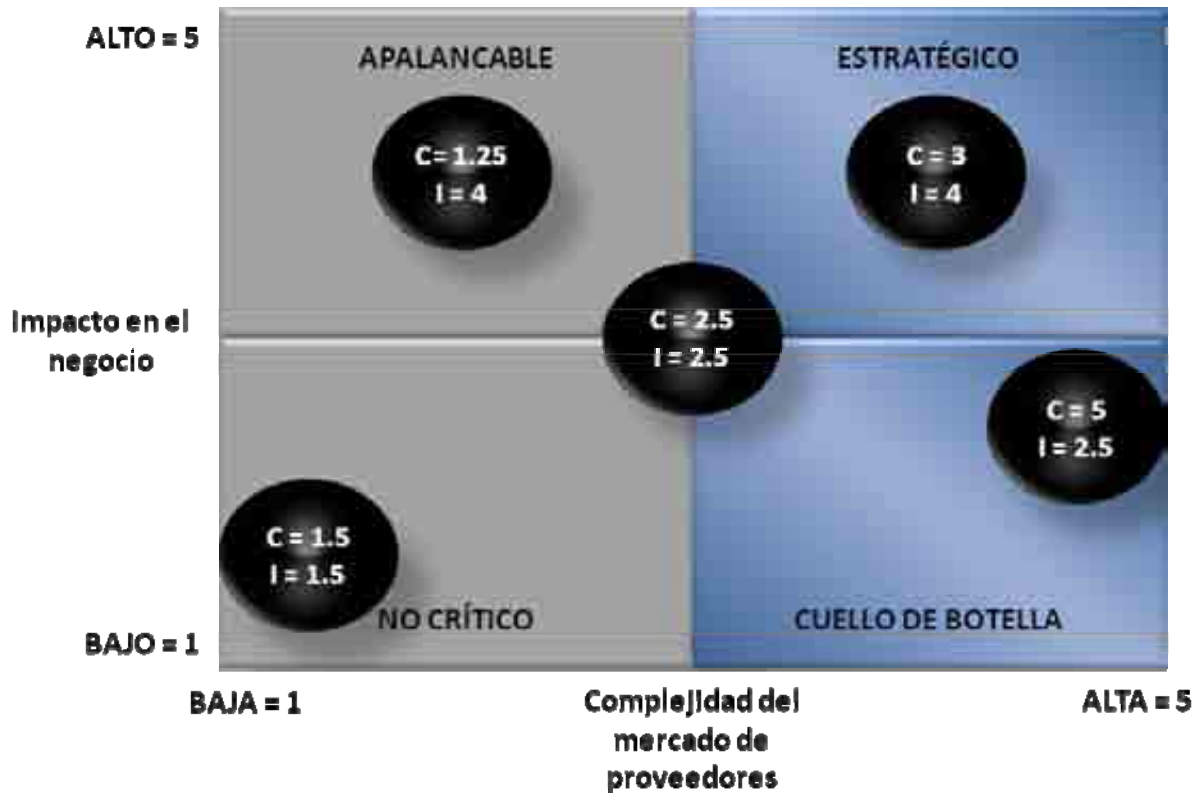 ALTO = 5
APALANCABLE
ESTRATÉGICO
C= 1.25
I = 4
C = 3
I = 4
Impacto en el
negocio
C = 2.5
I = 2.5
C = 5
I = 2.5
C = 1.5
I = 1.5
NO CRÍTICO
CUELLO DE BOTELLA
BAJO = 1
BAJA = 1
Complejidad del
mercado de
proveedores
ALTA = 5